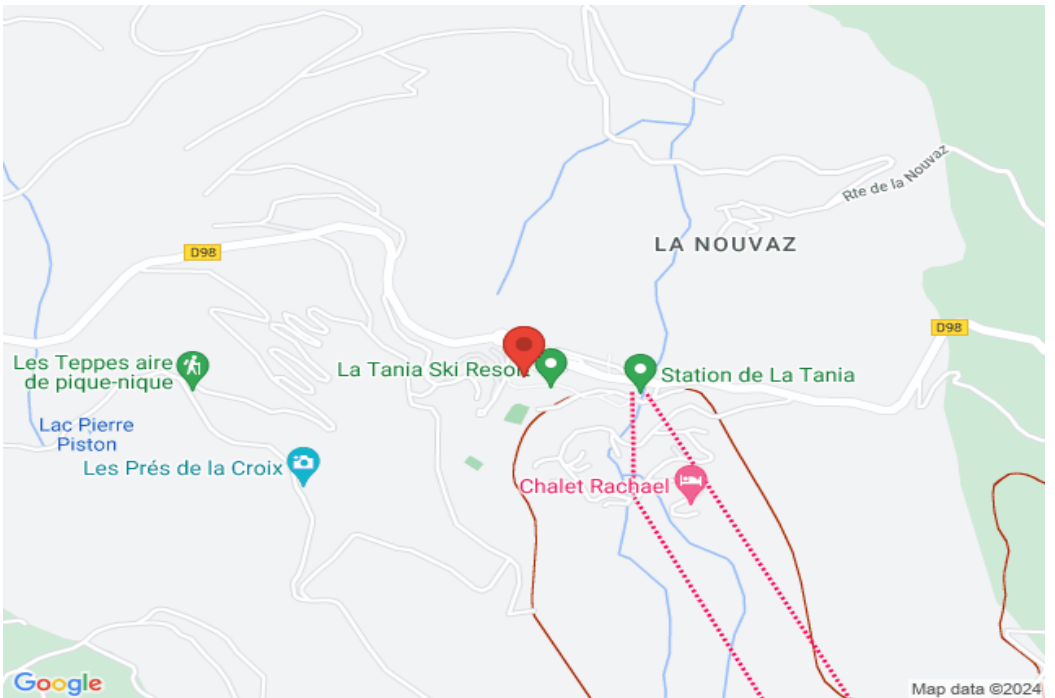 Rte de la Nouvaz
LA NOUVAZ
D98
D98
Les Teppes aire
de pique-nique
La Tania Ski Resort
Station de La Tania
Lac Pierre
Piston
Les Prés de la Croix
Chalet Rachael
Google
Map data ©2024